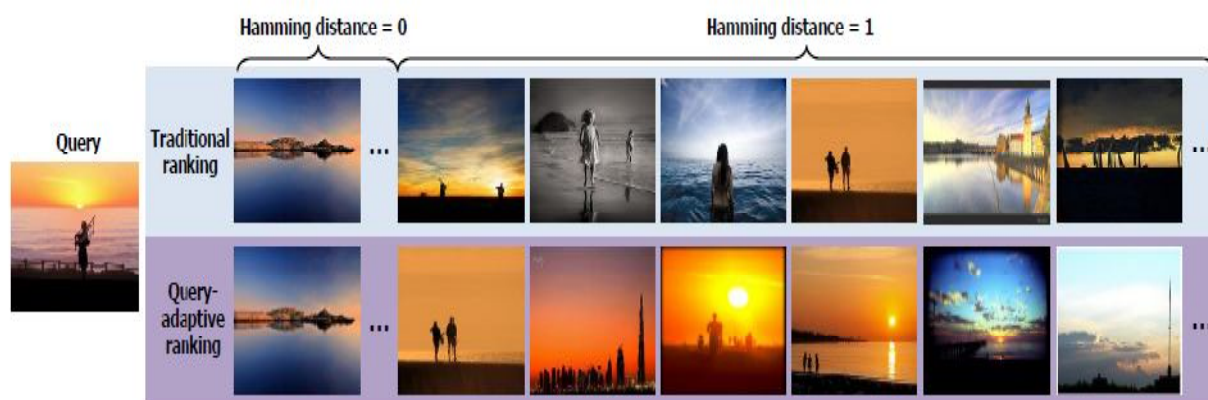 Hamming distance = 0
Hamming distance = 1
Query
Traditional
ranking
...
...
Query-
adaptive
ranking
...
...